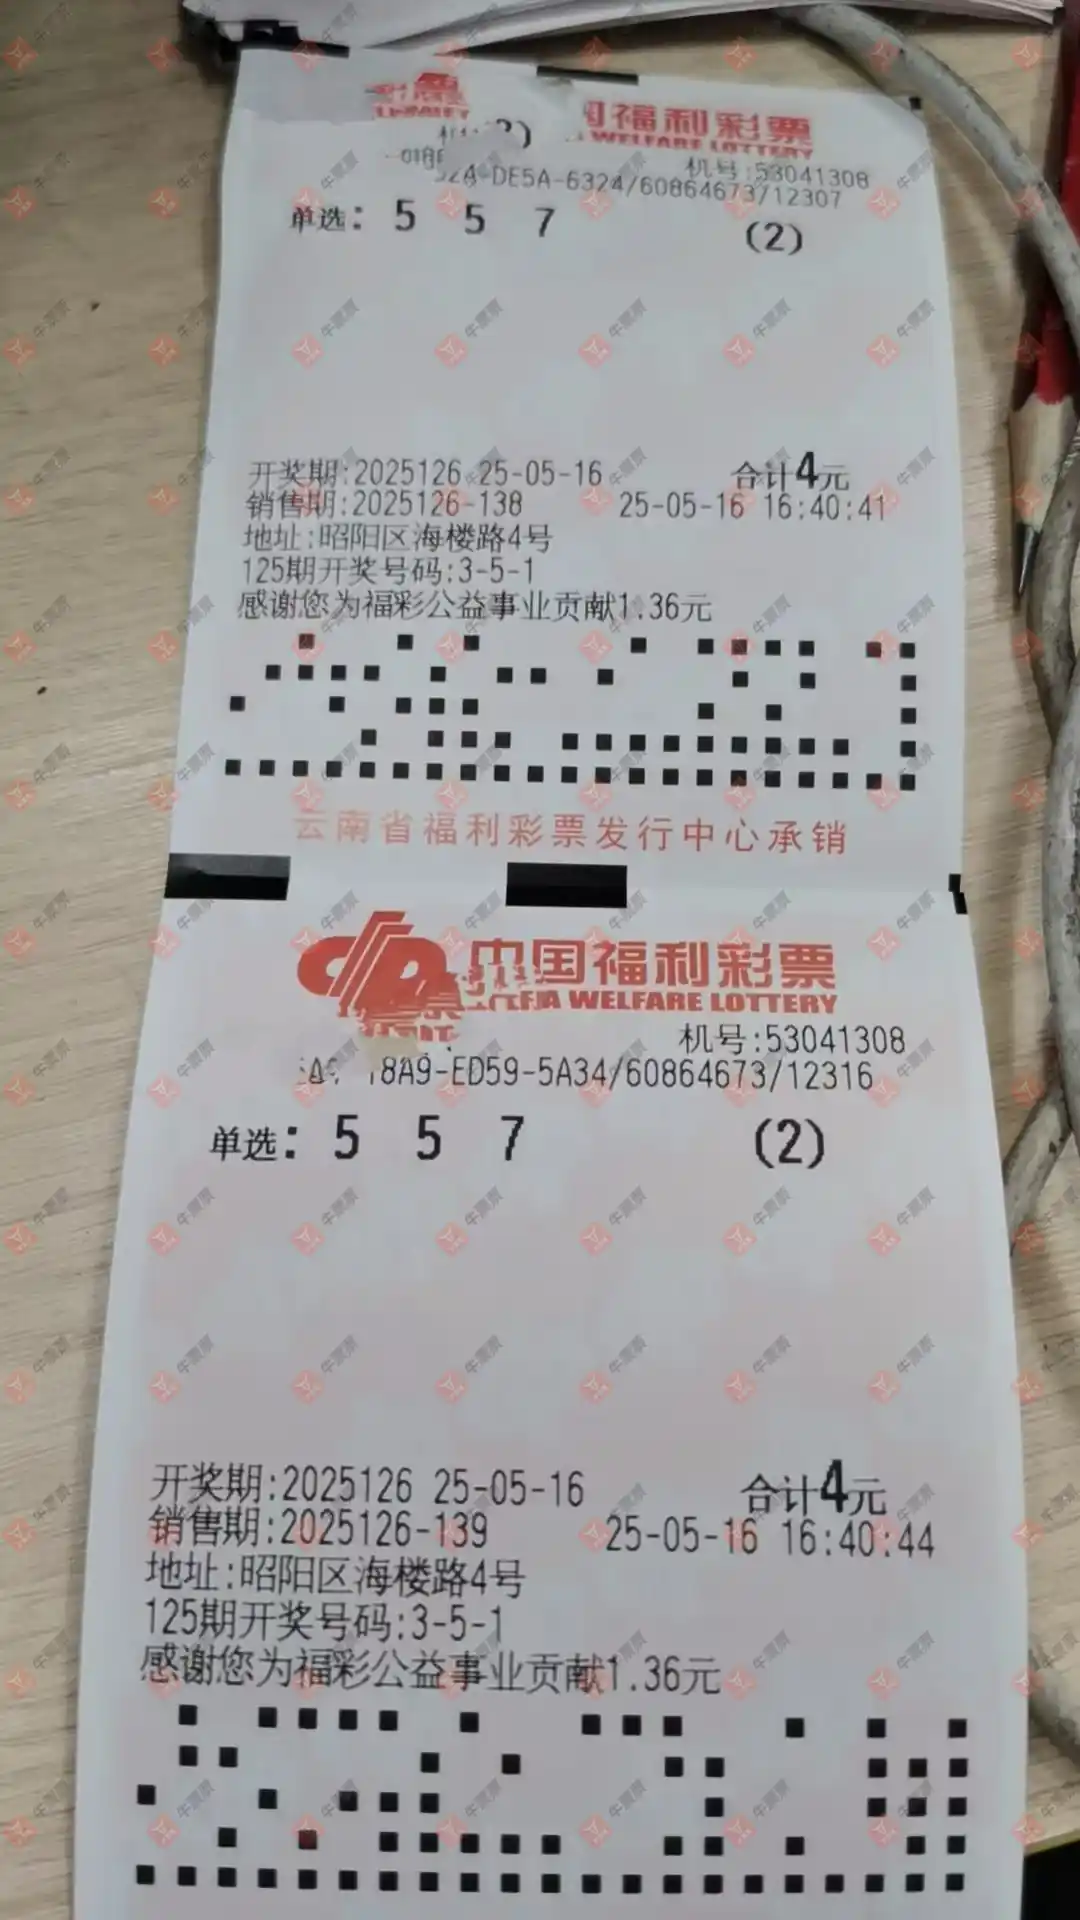 国福利彩票
WELFARE LOTTERY
机号:53041308
DE5A-6324/60864673/12307
单选: 5 5 7 (2)
开奖期:2025126 25-05-16 合计4元
销售期:2025126-138 25-05-16 16:40:41
地址:昭阳区海楼路4号
125期开奖号码:3-5-1
感谢您为福彩公益事业贡献1.36元
云南省福利彩票发行中心承销
中国福利彩票
WELFARE LOTTERY
机号:53041308
8A9-ED59-5A34/60864673/12316
单选: 5 5 7 (2)
开奖期:2025126 25-05-16 合计4元
销售期:2025126-139 25-05-16 16:40:44
地址:昭阳区海楼路4号
125期开奖号码:3-5-1
感谢您为福彩公益事业贡献1.36元
牛票票